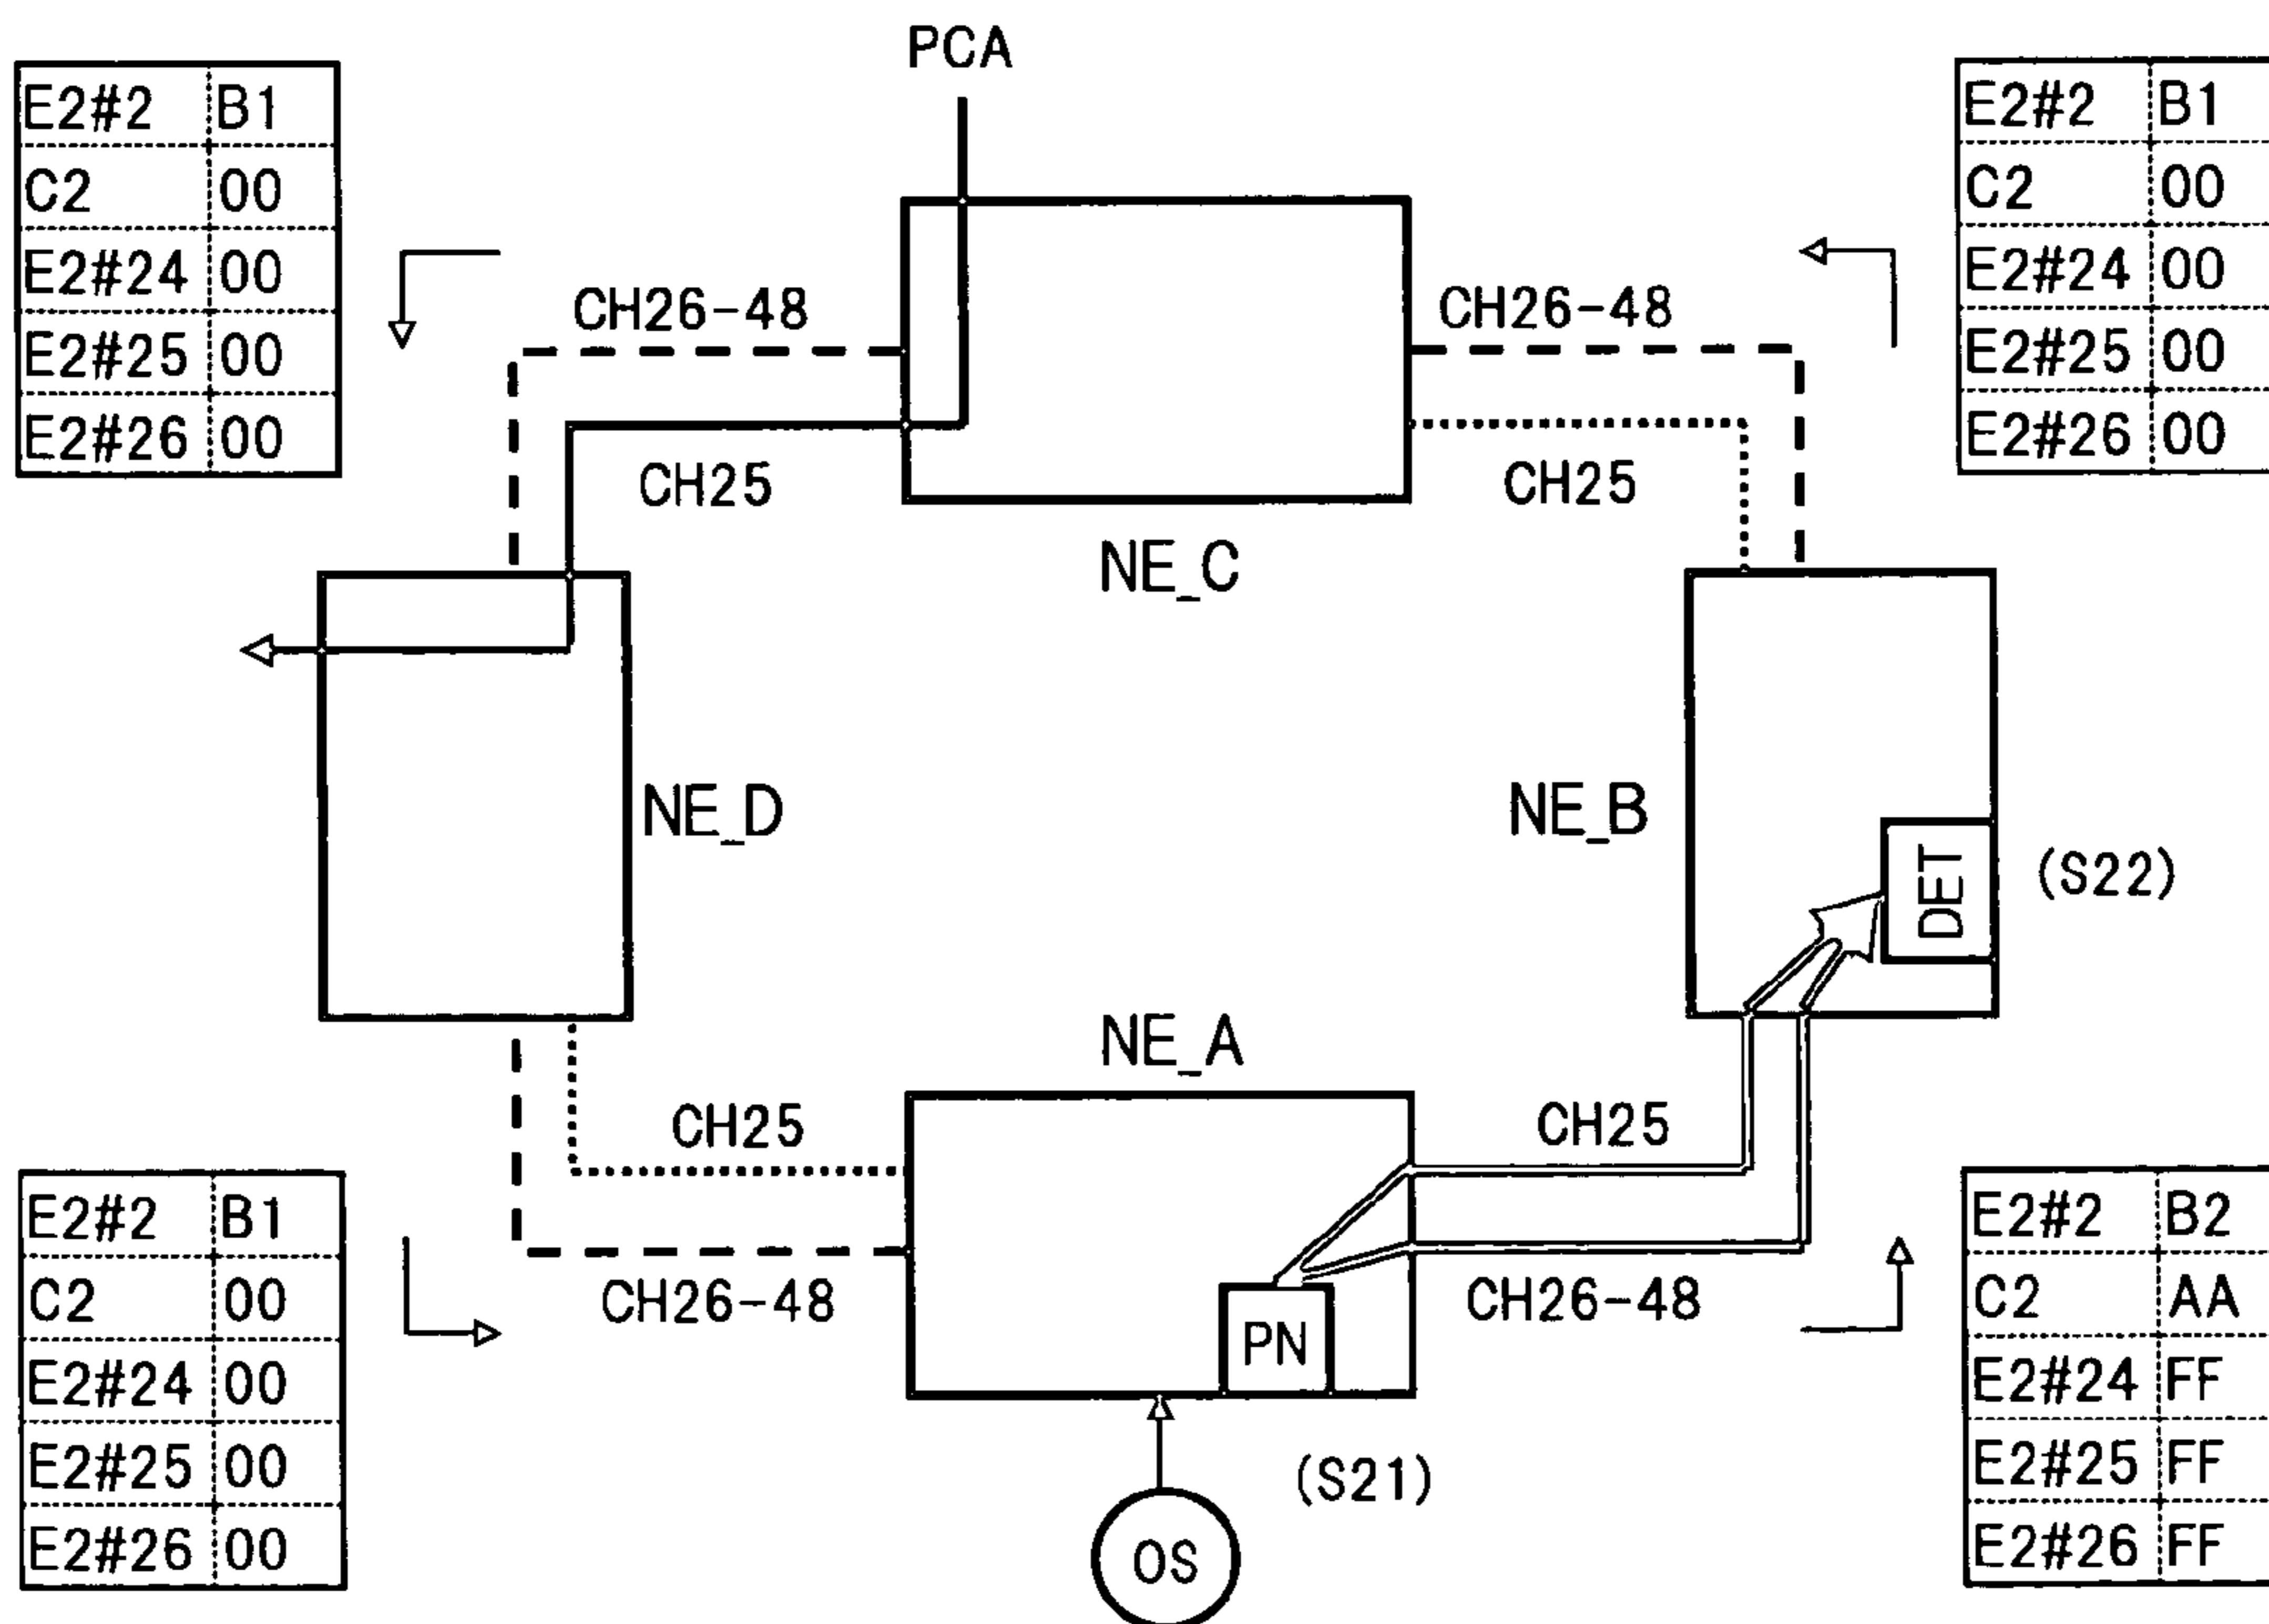 PCA
E2#2 B1
C2 00
E2#24 00
E2#25 00
E2#26 00
E2#2 B1
C2 00
E2#24 00
E2#25 00
E2#26 00
CH26-48
CH26-48
CH25
CH25
NE_C
NE_D
NE_B
DET
(S22)
NE_A
CH25
CH25
CH26-48
CH26-48
PN
E2#2 B1
C2 00
E2#24 00
E2#25 00
E2#26 00
E2#2 B2
C2 AA
E2#24 FF
E2#25 FF
E2#26 FF
(S21)
OS